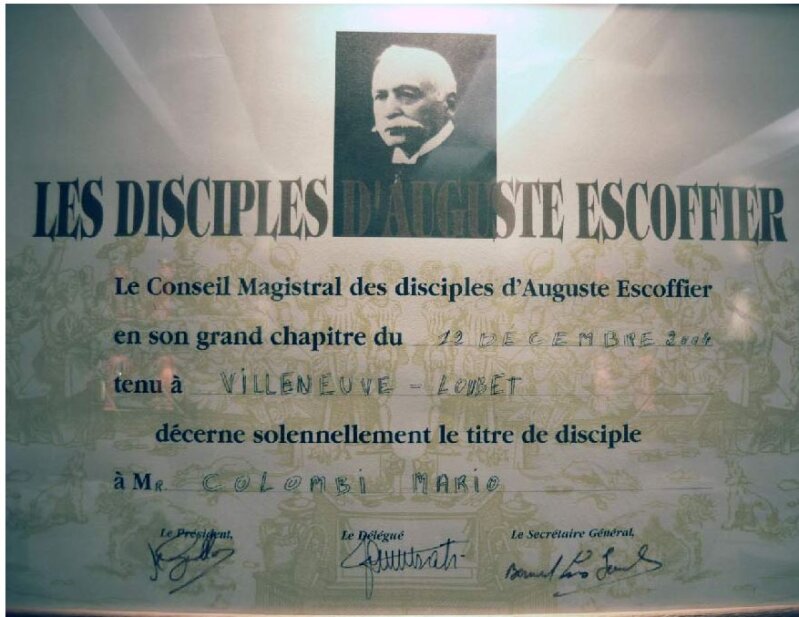 LES DISCIPLES D'AUGUSTE ESCOFFIER
Le Conseil Magistral des disciples d'Auguste Escoffier
en son grand chapitre du 12 DECEMBRE 2004
tenu à VILLENEUVE - LOUBET
décerne solennellement le titre de disciple
à MR COLOMBI MARIO
Le Président, Le Délégué Le Secrétaire Général,